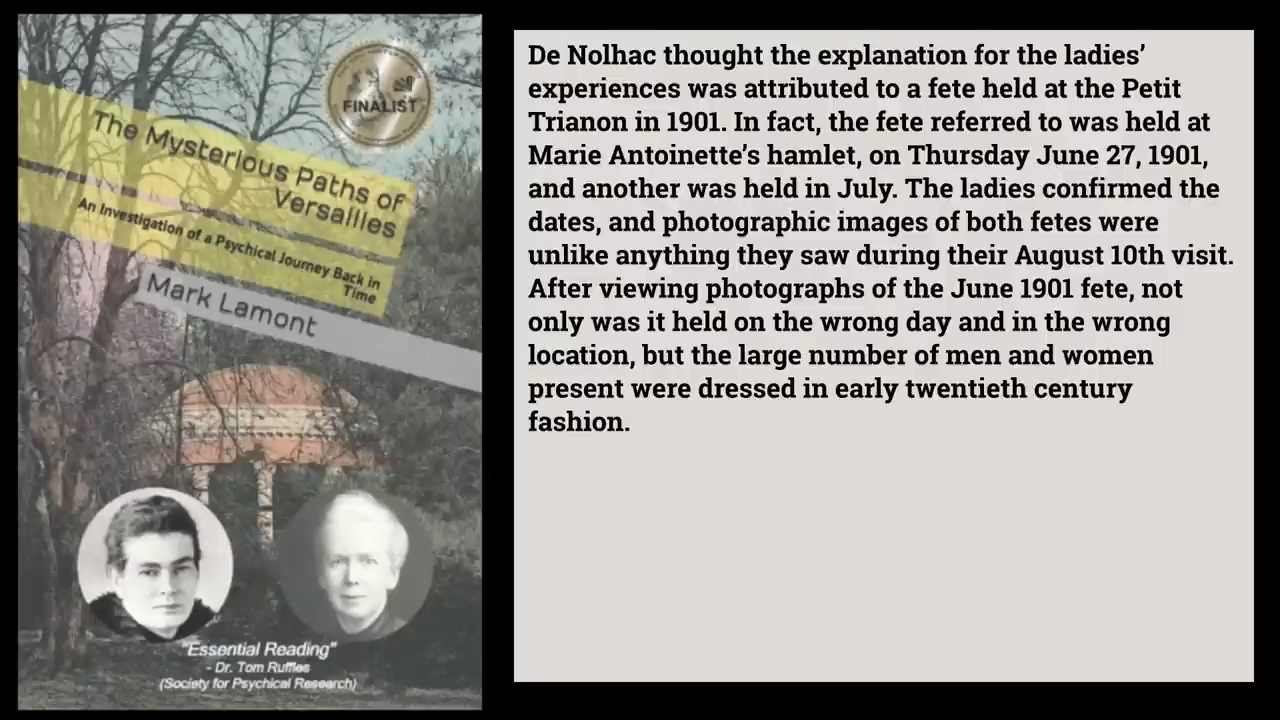 FINALIST
The Mysterious Paths of
Versailles
An Investigation of a Psychical Journey Back in
Time
Mark Lamont
"Essential Reading"
- Dr. Tom Ruffles
(Society for Psychical Research)
De Nolhac thought the explanation for the ladies’
experiences was attributed to a fete held at the Petit
Trianon in 1901. In fact, the fete referred to was held at
Marie Antoinette’s hamlet, on Thursday June 27, 1901,
and another was held in July. The ladies confirmed the
dates, and photographic images of both fetes were
unlike anything they saw during their August 10th visit.
After viewing photographs of the June 1901 fete, not
only was it held on the wrong day and in the wrong
location, but the large number of men and women
present were dressed in early twentieth century
fashion.